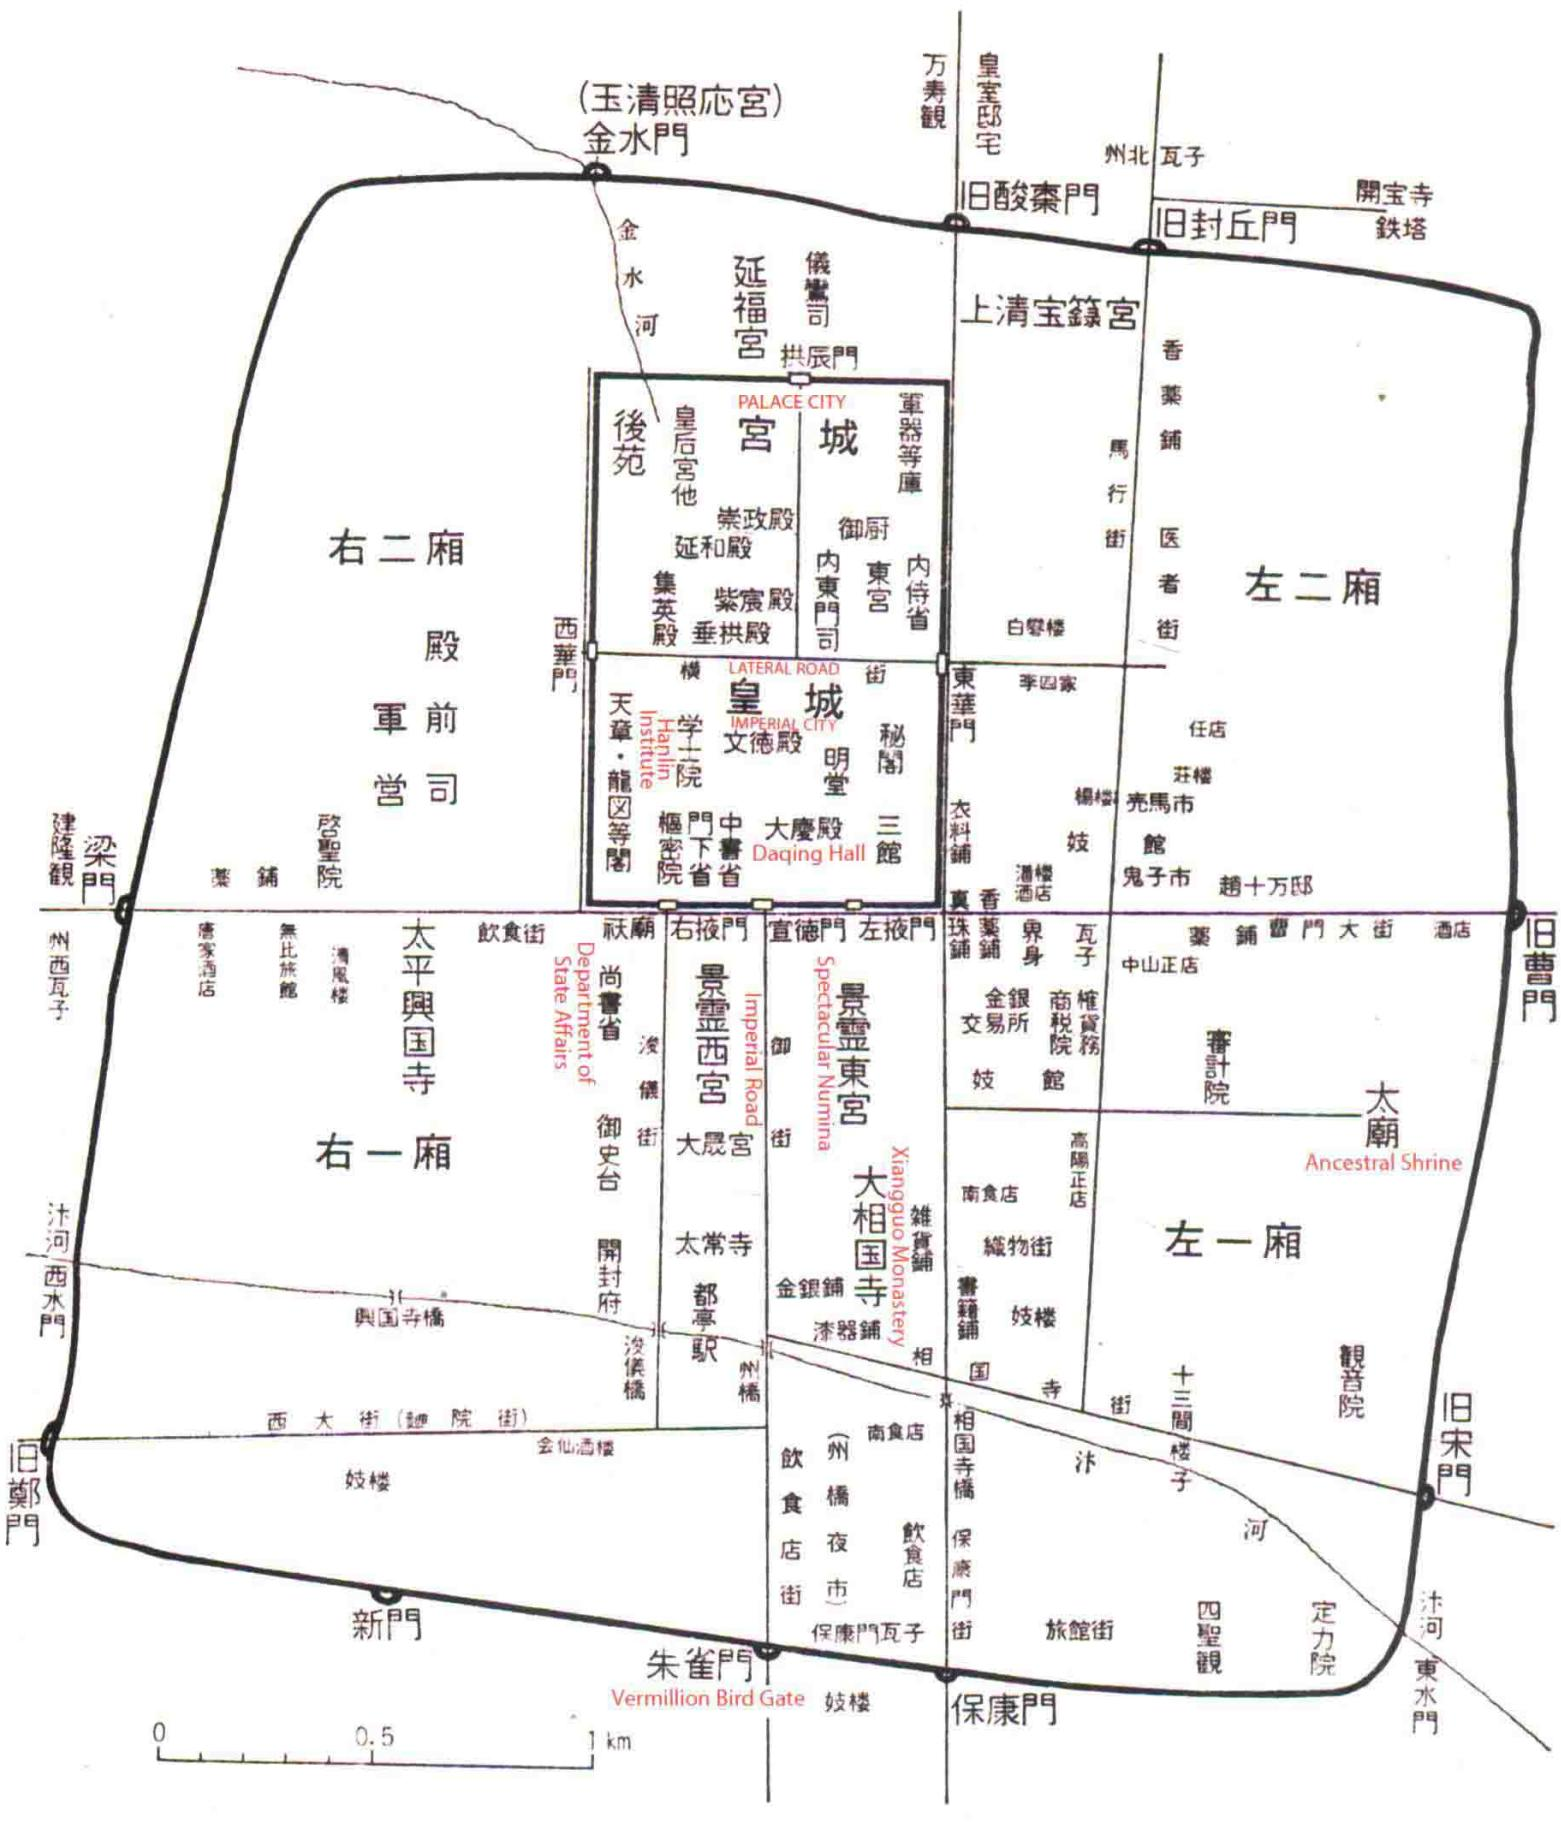 (玉清照応宮)
金水門
万寿観
皇室邸宅
州北瓦子
旧酸棗門
旧封丘門
開宝寺
鉄塔
金水河
延福宮
儀鸞司
拱辰門
上清宝籙宮
香薬鋪
馬行街
医者街
PALACE CITY
宮城
後苑
皇后宮他
軍器等庫
崇政殿
延和殿
御厨
集英殿
紫宸殿
垂拱殿
内東門司
東宮
内侍省
右二廂
左二廂
殿前司
軍営
西華門
白礬楼
横街
LATERAL ROAD
皇城
IMPERIAL CITY
東華門
李四家
天章・龍図等閣
Hanlin
Institute
学士院
文徳殿
明堂
秘閣
任店
荘楼
楊楼
売馬市
衣料鋪
妓館
枢密院
門下省
中書省
大慶殿
Daqing Hall
三館
潘楼
酒店
鬼子市
趙十万邸
建隆観
梁門
薬鋪
啓聖院
真珠鋪
香薬鋪
州西瓦子
唐家酒店
無比旅館
清風楼
太平興国寺
飲食街
祆廟
右掖門
宣徳門
左掖門
界身
瓦子
薬鋪
曹門大街
酒店
旧曹門
中山正店
Department of
State Affairs
尚書省
浚儀街
景霊西宮
Imperial Road
御街
Spectacular Numina
景霊東宮
金銀
交易所
商税院
榷貨務
審計院
妓館
太廟
Ancestral Shrine
右一廂
御史台
大晟宮
Xiangguo Monastery
大相国寺
高陽正店
南食店
左一廂
雑貨鋪
織物街
汴河西水門
開封府
太常寺
都亭駅
金銀鋪
漆器鋪
書籍鋪
妓楼
興国寺橋
浚儀橋
州橋
相国寺街
十三間楼子
観音院
旧宋門
西大街(麯院街)
会仙酒楼
妓楼
旧鄭門
飲食店街
(州橋夜市)
南食店
相国寺橋
汴河
飲食店
保康門街
新門
朱雀門
Vermillion Bird Gate
妓楼
保康門瓦子
保康門
旅館街
四聖観
定力院
汴河東水門
0 0.5 1 km